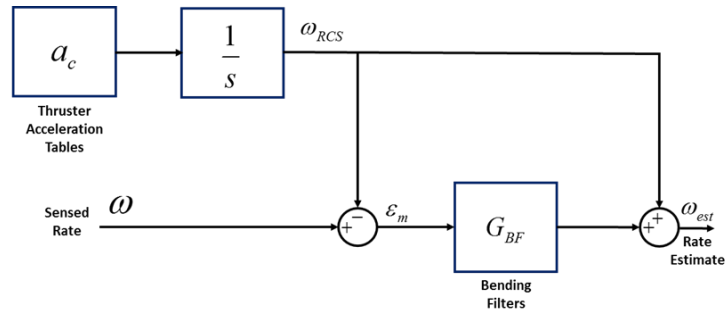 a_c
1
s
ω_RCS
Thruster
Acceleration
Tables
Sensed
Rate
ω
−
+
ε_m
G_BF
Bending
Filters
+
+
ω_est
Rate
Estimate